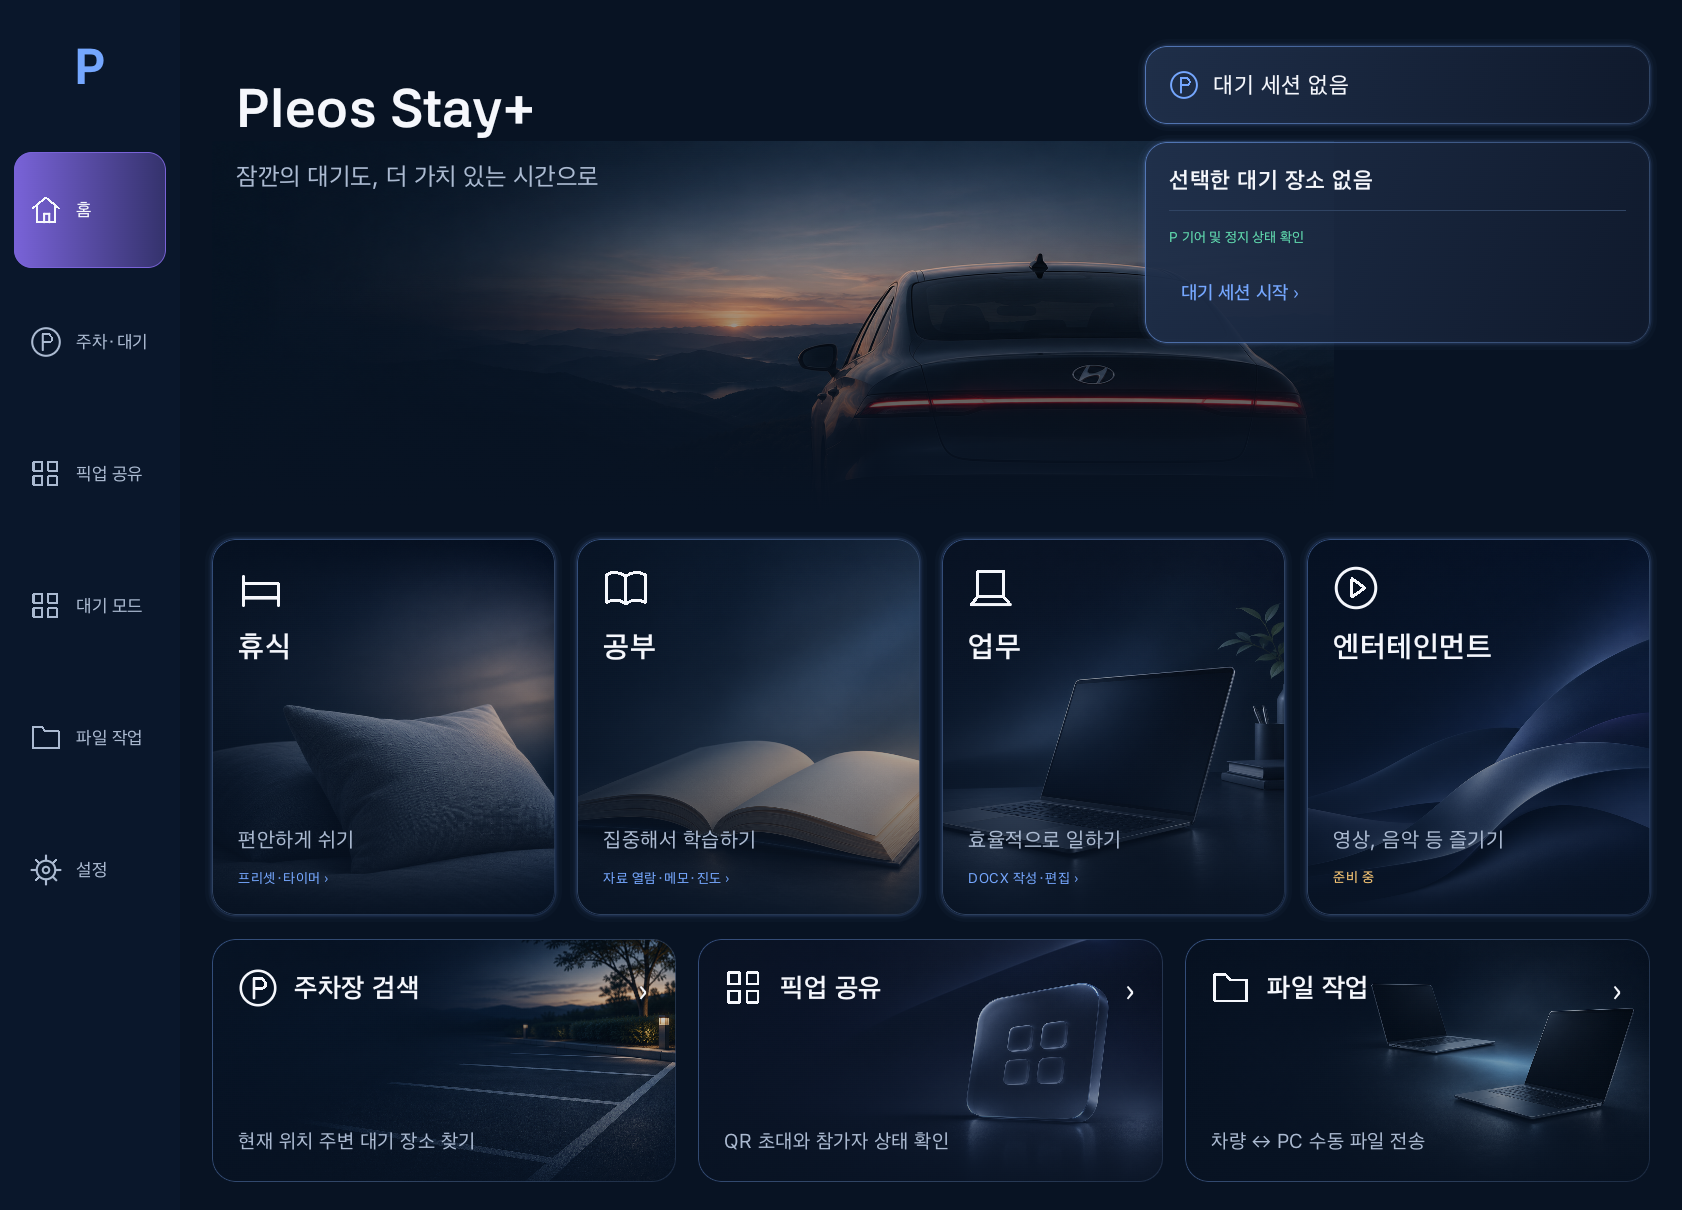 P
홈
주차·대기
픽업 공유
대기 모드
파일 작업
설정
Pleos Stay+
잠깐의 대기도, 더 가치 있는 시간으로
대기 세션 없음
선택한 대기 장소 없음
P 기어 및 정지 상태 확인
대기 세션 시작 ›
휴식
편안하게 쉬기
프리셋·타이머 ›
공부
집중해서 학습하기
자료 열람·메모·진도 ›
업무
효율적으로 일하기
DOCX 작성·편집 ›
엔터테인먼트
영상, 음악 등 즐기기
준비 중
주차장 검색 ›
현재 위치 주변 대기 장소 찾기
픽업 공유 ›
QR 초대와 참가자 상태 확인
파일 작업 ›
차량 ↔ PC 수동 파일 전송